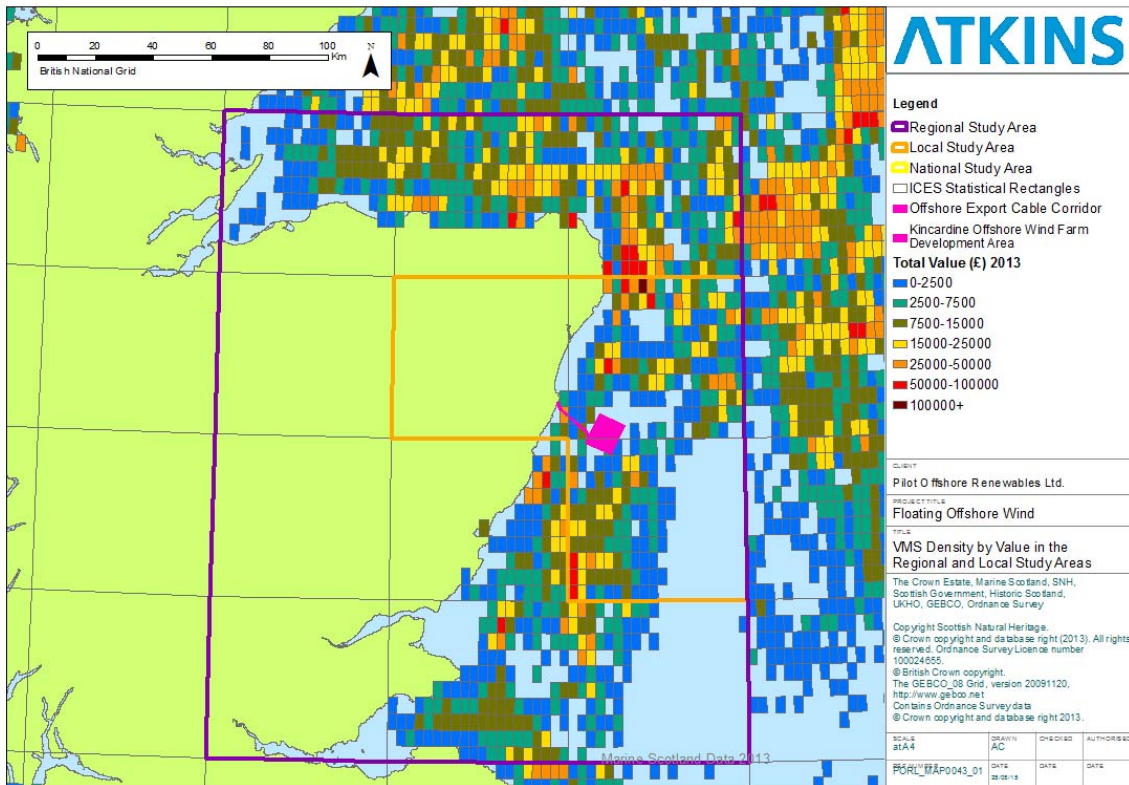 0 20 40 60 80 100
Km
N
British National Grid
Marine Scotland Data 2013
ATKINS
Legend
Regional Study Area
Local Study Area
National Study Area
ICES Statistical Rectangles
Offshore Export Cable Corridor
Kincardine Offshore Wind Farm
Development Area
Total Value (£) 2013
0-2500
2500-7500
7500-15000
15000-25000
25000-50000
50000-100000
100000+
CLIENT
Pilot Offshore Renewables Ltd.
PROJECT TITLE
Floating Offshore Wind
TITLE
VMS Density by Value in the
Regional and Local Study Areas
The Crown Estate, Marine Scotland, SNH,
Scottish Government, Historic Scotland,
UKHO, GEBCO, Ordnance Survey
Copyright Scottish Natural Heritage.
© Crown copyright and database right (2013). All rights
reserved. Ordnance Survey Licence number
100024655.
© British Crown copyright.
The GEBCO_08 Grid, version 20091120,
http://www.gebco.net
Contains Ordnance Survey data
© Crown copyright and database right 2013.
SCALE
at A4
DRAWN
AC
CHECKED
AUTHORISED
PORL_MAP0043_01
DATE
DATE
DATE